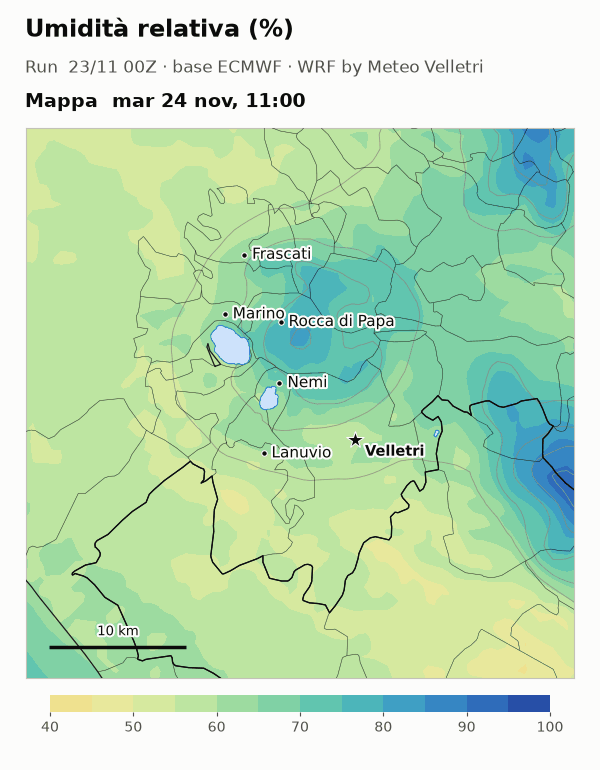 Umidità relativa (%)
Run  23/11 00Z · base ECMWF · WRF by Meteo Velletri
Mappa  mar 24 nov, 11:00
Frascati
Marino
Rocca di Papa
Nemi
Velletri
Lanuvio
10 km
40 50 60 70 80 90 100